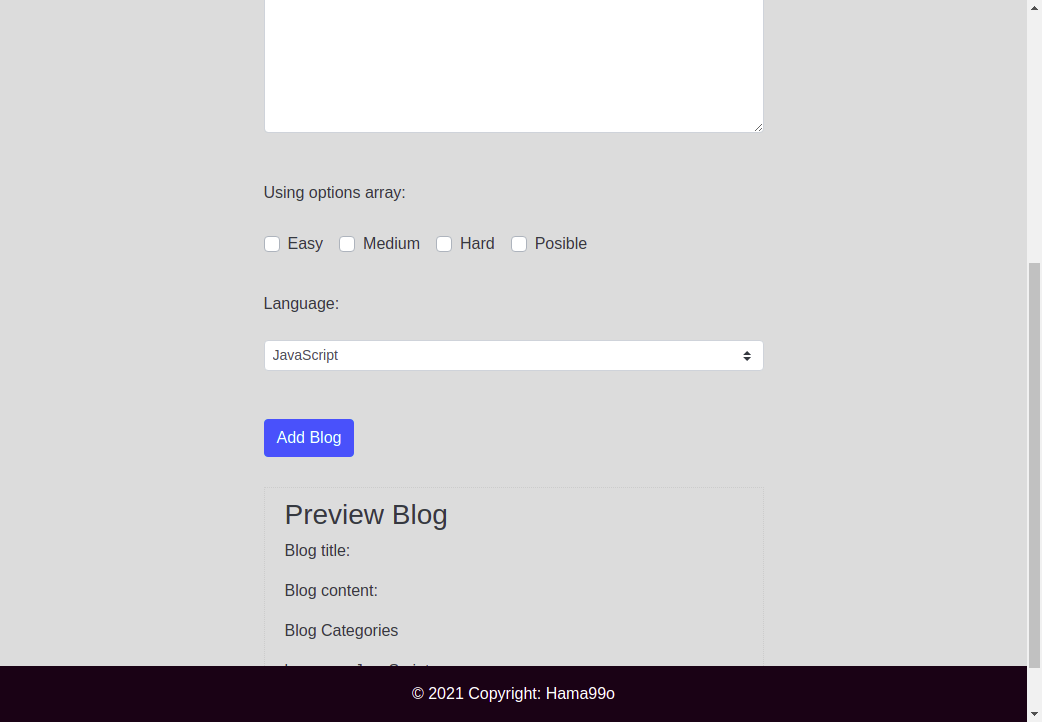 Using options array:
Easy Medium Hard Posible
Language:
JavaScript
Add Blog
Preview Blog
Blog title:
Blog content:
Blog Categories
© 2021 Copyright: Hama99o